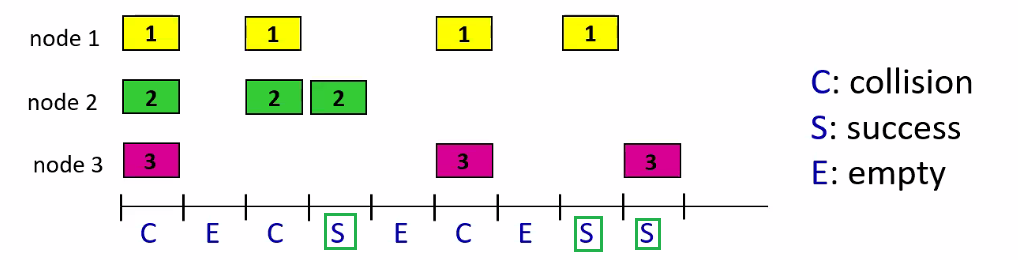 node 1 1 1 1 1
node 2 2 2 2
node 3 3 3 3
C E C S E C E S S
C: collision
S: success
E: empty